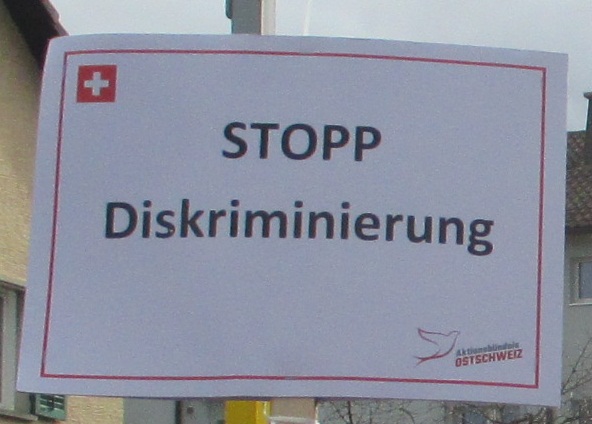 STOPP
Diskriminierung
Aktionsbündnis
OSTSCHWEIZ